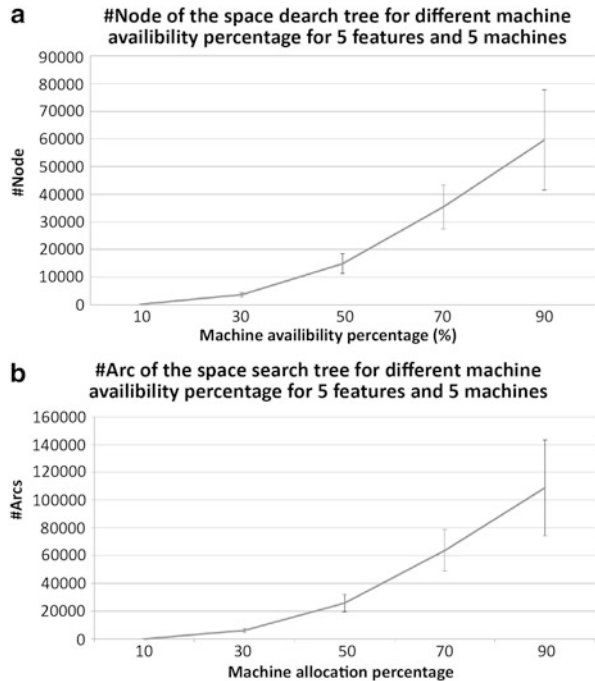 a
#Node of the space dearch tree for different machine
availibility percentage for 5 features and 5 machines
90000
80000
70000
60000
50000
40000
30000
20000
10000
0
#Node
10 30 50 70 90
Machine availibility percentage (%)
b
#Arc of the space search tree for different machine
availibility percentage for 5 features and 5 machines
160000
140000
120000
100000
80000
60000
40000
20000
0
#Arcs
10 30 50 70 90
Machine allocation percentage